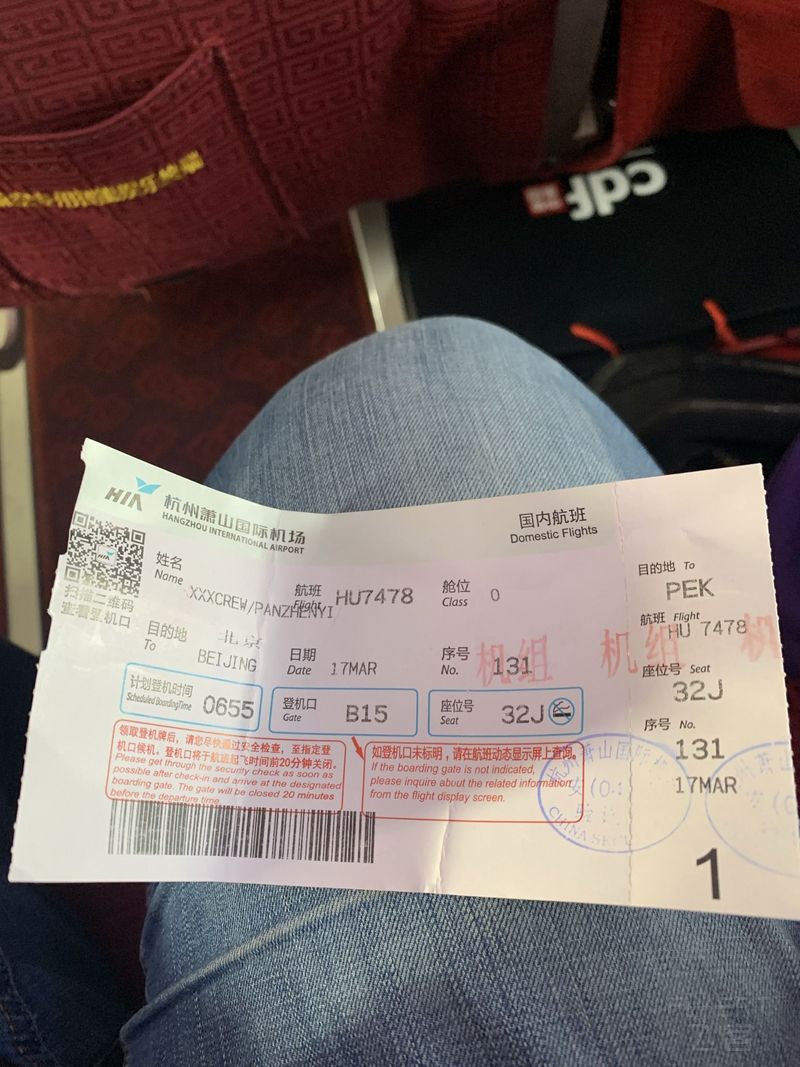 cdF
HIA 杭州萧山国际机场
HANGZHOU INTERNATIONAL AIRPORT
国内航班
Domestic Flights
扫描二维码
查看登机口
姓名
Name XXXCREW/PANZHENYI
航班
Flight HU7478
舱位
Class 0
目的地 北京
To BEIJING
日期
Date 17MAR
序号
No. 131
机组 机组 机
计划登机时间
Scheduled BoardingTime 0655
登机口
Gate B15
座位号
Seat 32J
领取登机牌后，请您尽快通过安全检查，至指定登
机口候机，登机口将于航班起飞时间前20分钟关闭。
Please get through the security check as soon as
possible after check-in and arrive at the designated
boarding gate. The gate will be closed 20 minutes
before the departure time.
如登机口未标明，请在航班动态显示屏上查询。
If the boarding gate is not indicated,
please inquire about the related information
from the flight display screen.
目的地 To
PEK
航班 Flight
HU 7478
座位号 Seat
32J
序号 No.
131
17MAR
1